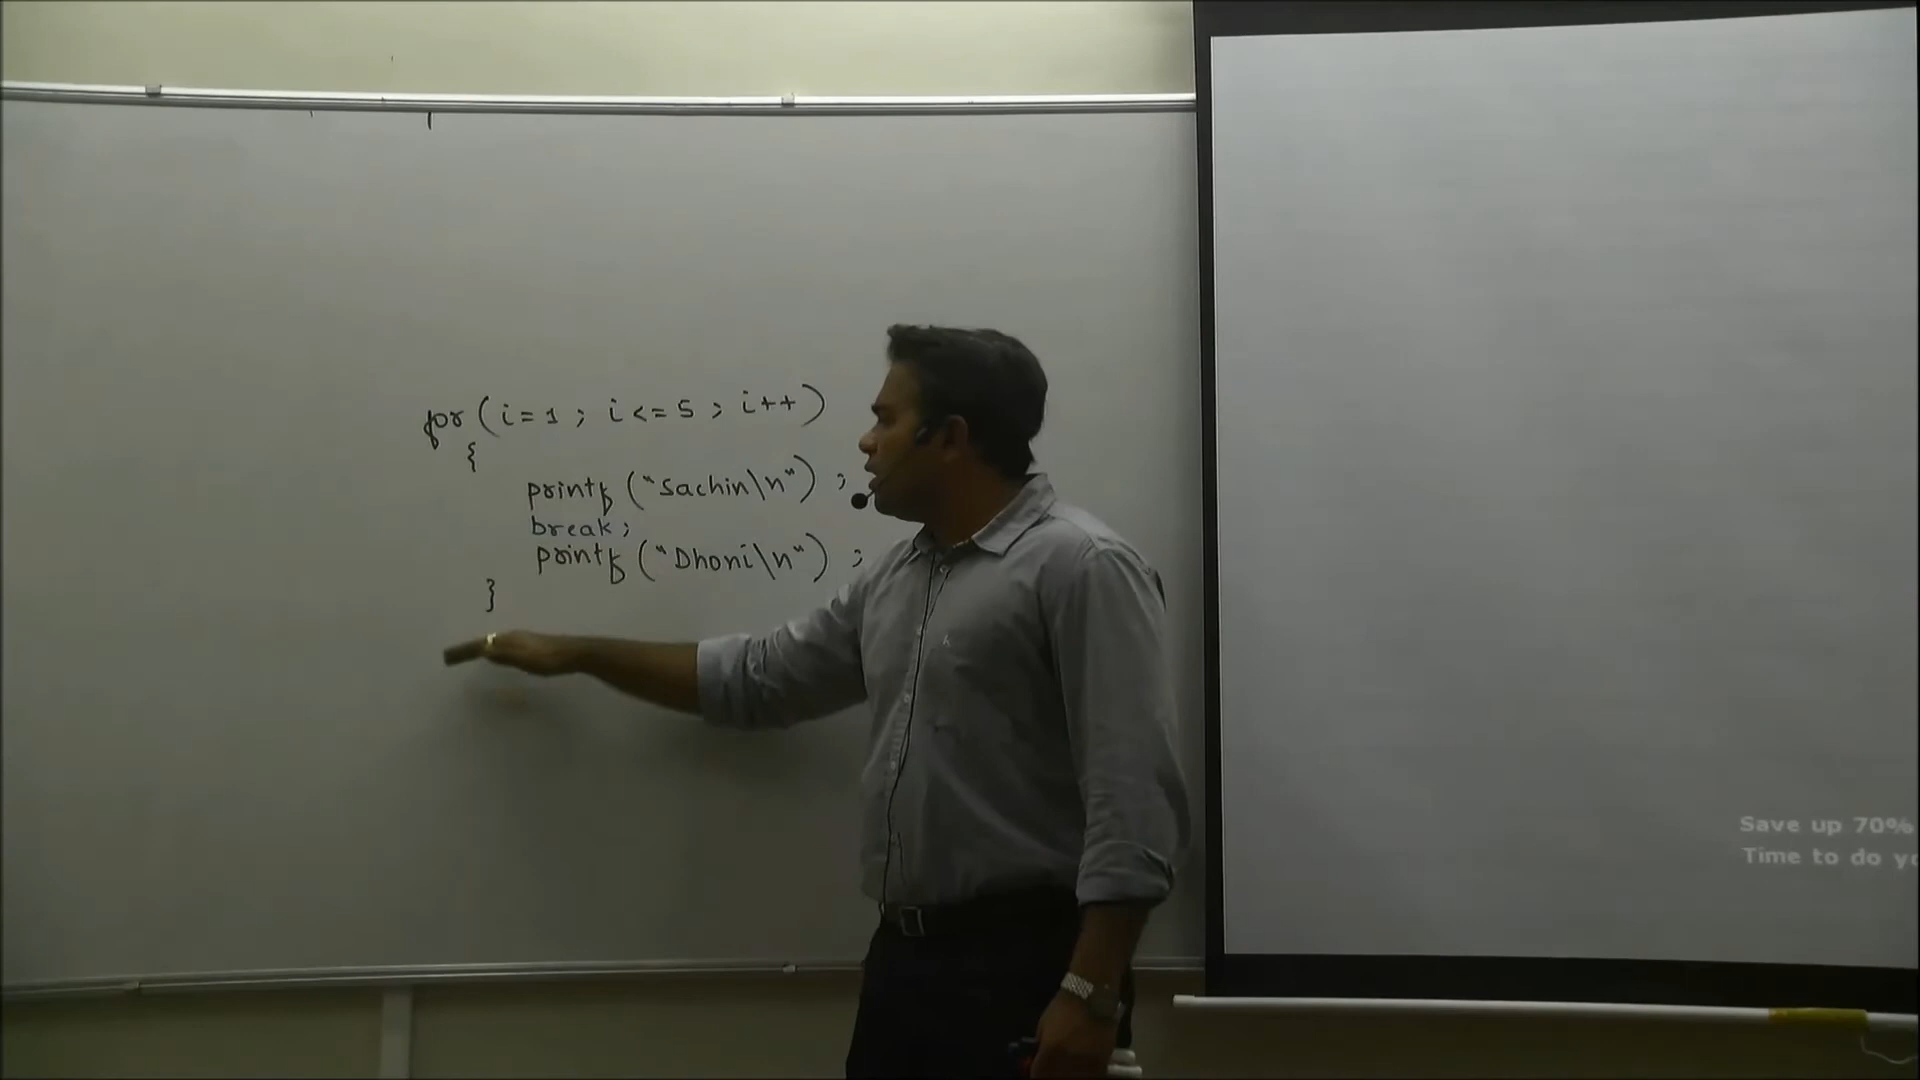 for (i=1 ; i<=5 ; i++)
{
printf ("Sachin\n") ;
break;
printf ("Dhoni\n") ;
}
Save up 70%
Time to do